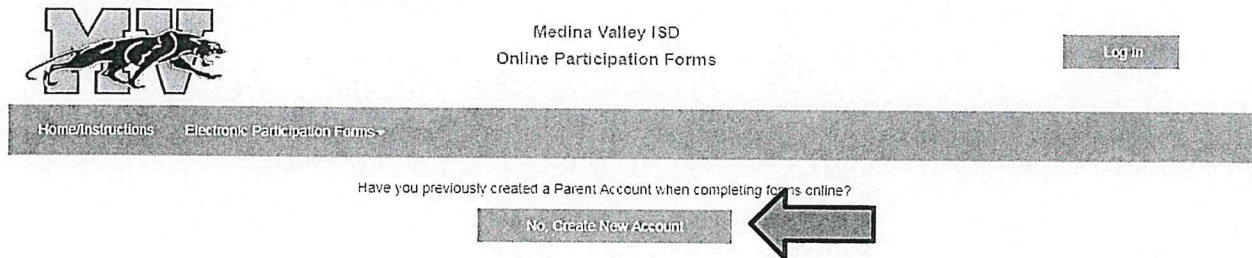 MV
Medina Valley ISD
Online Participation Forms
Log In
Home/Instructions Electronic Participation Forms
Have you previously created a Parent Account when completing forms online?
No, Create New Account